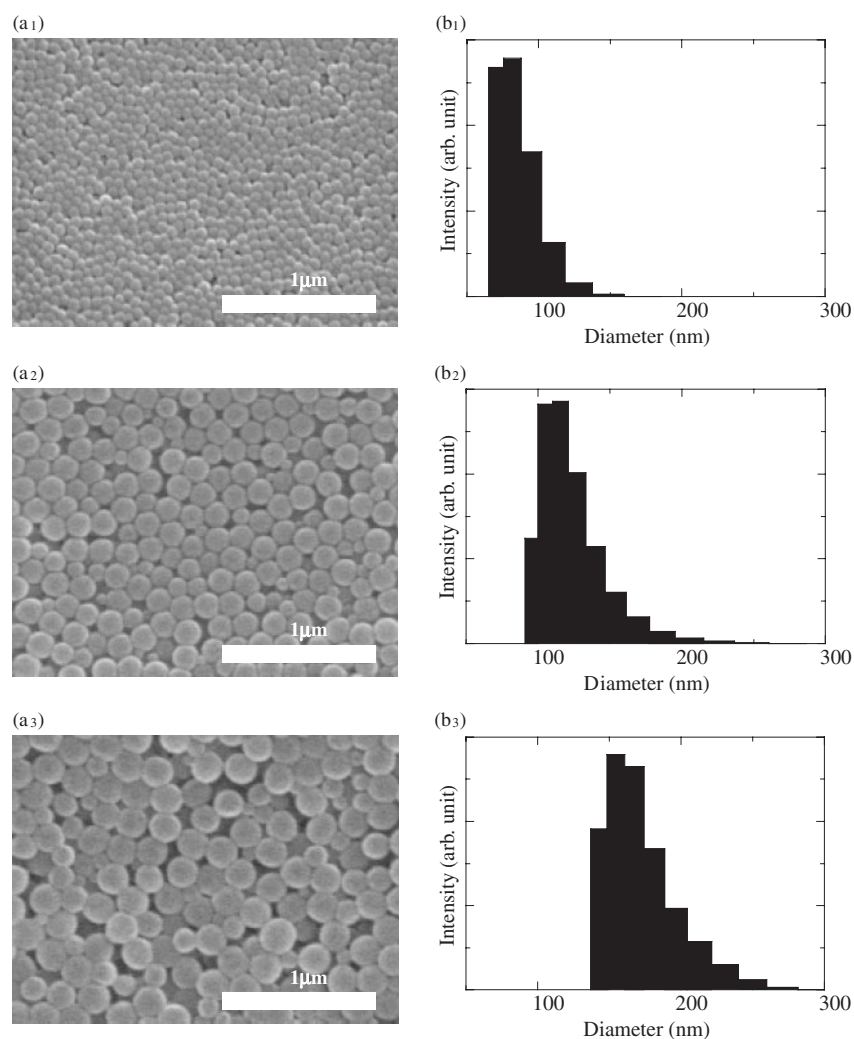 (a1)
(b1)
1μm
Intensity (arb. unit)
100
200
300
Diameter (nm)
(a2)
(b2)
1μm
Intensity (arb. unit)
100
200
300
Diameter (nm)
(a3)
(b3)
1μm
Intensity (arb. unit)
100
200
300
Diameter (nm)